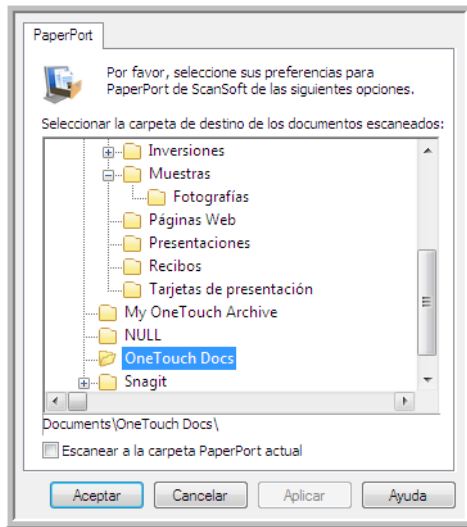 PaperPort
Por favor, seleccione sus preferencias para
PaperPort de ScanSoft de las siguientes opciones.
Seleccionar la carpeta de destino de los documentos escaneados:
Inversiones
Muestras
Fotografías
Páginas Web
Presentaciones
Recibos
Tarjetas de presentación
My OneTouch Archive
NULL
OneTouch Docs
Snagit
Documents\OneTouch Docs\
Escanear a la carpeta PaperPort actual
Aceptar Cancelar Aplicar Ayuda